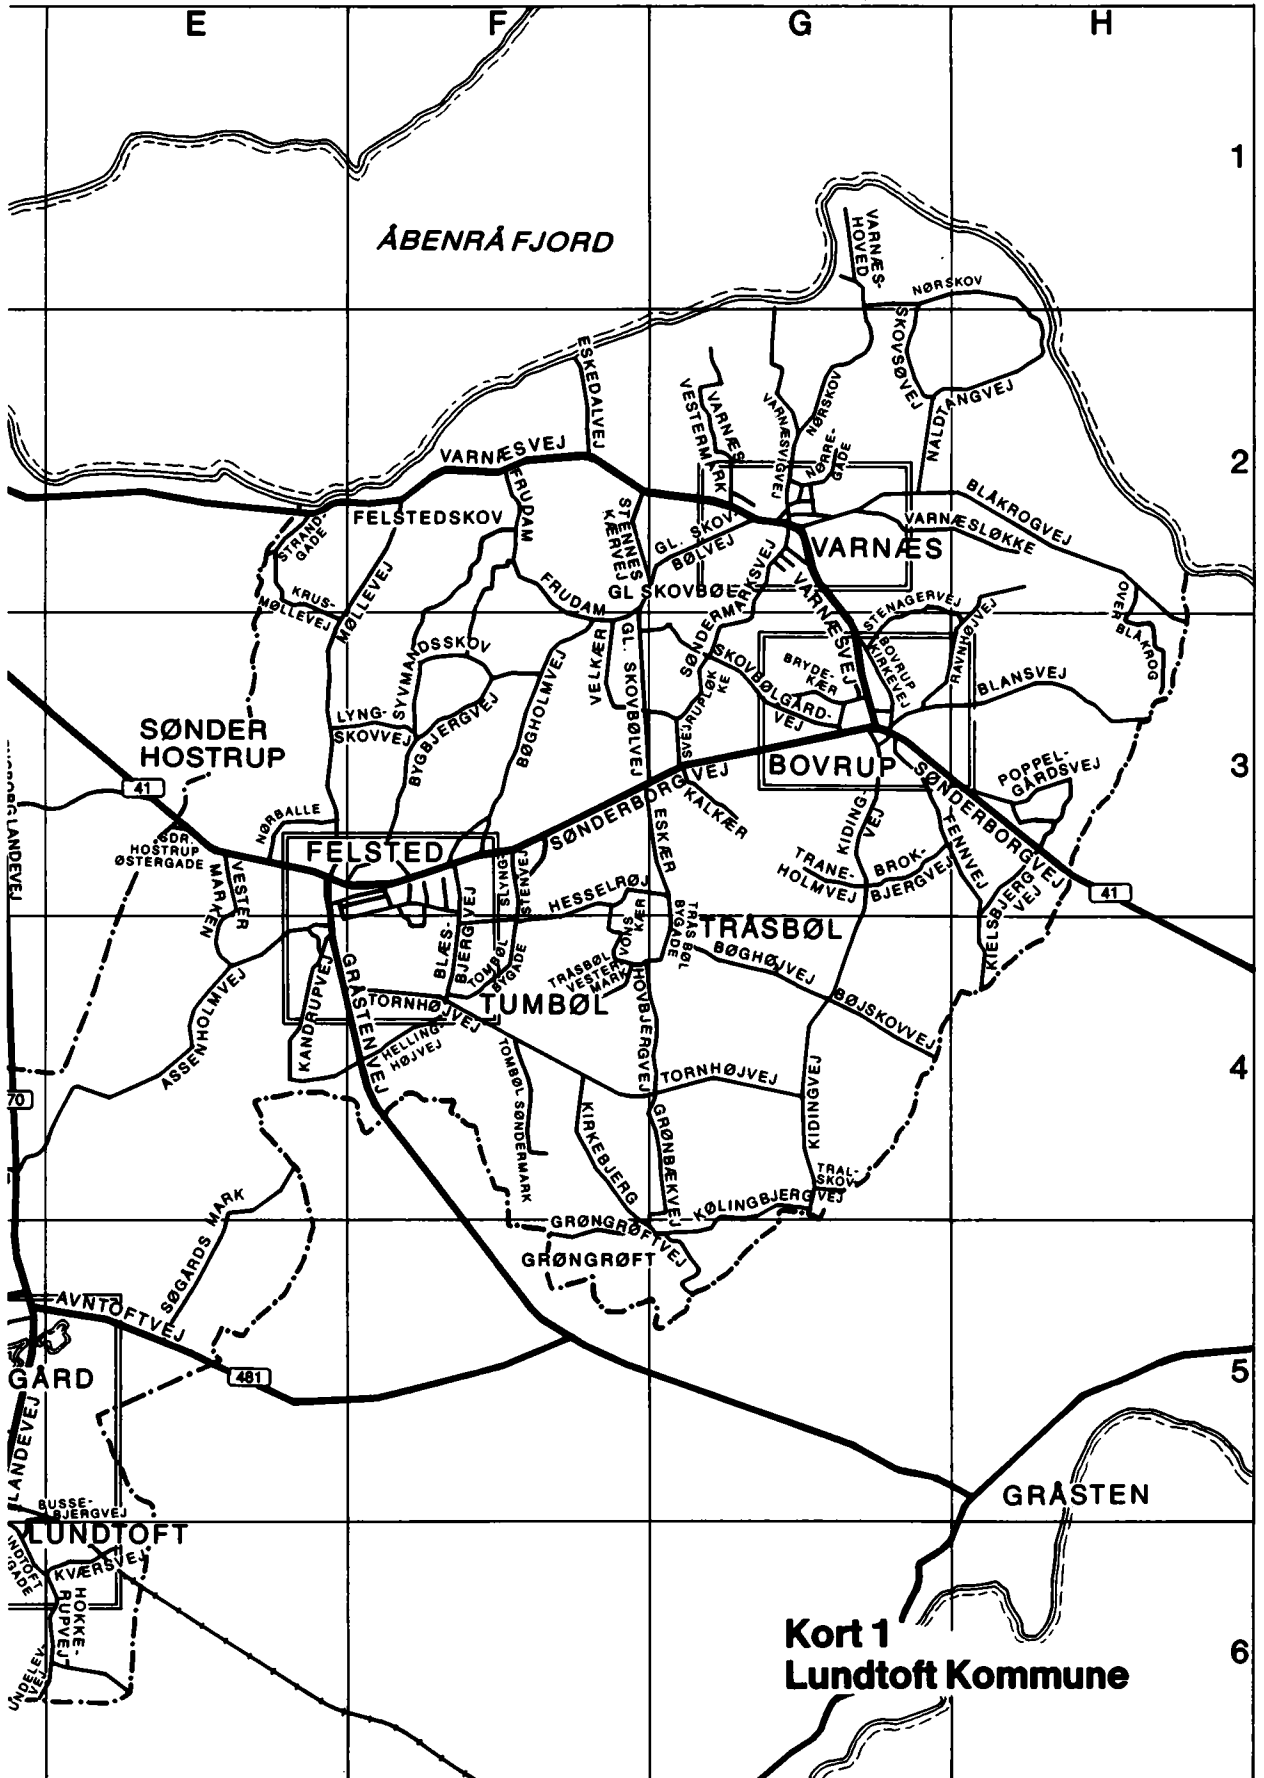 E
F
G
H
1
ÅBENRÅ FJORD
VARNÆS-
HOVED
NØRSKOV
SKOVSØVEJ
NALDTANGVEJ
ESKEDALVEJ
VARNÆS
VESTERMARK
VARNÆSVIGVEJ
NØRSKOV
NØRRE-
GADE
2
VARNÆSVEJ
FRUDAM
FELSTEDSKOV
STRAND-
GADE
KRUS-
MØLLEVEJ
MØLLEVEJ
STENNES
KÆRVEJ
GL. SKOV-
BØLVEJ
VARNÆS
BLÅKROGVEJ
VARNÆSLØKKE
GL SKOVBØL
FRUDAM
SØNDERMARKSVEJ
VARNÆSVEJ
STENAGERVEJ
BOVRUP
KIRKEVEJ
RAVNHØJVEJ
OVER
BLÅKROG
SYVMANDSSKOV
VELKÆR
GL. SKOVBØLVEJ
BØGHOLMVEJ
SKOVBØLGÅRD-
VEJ
BRYDE-
KÆR
BLANSVEJ
LYNG-
SKOVVEJ
BYGBJERGVEJ
SØNDER
HOSTRUP
3
41
BOVRUP
SØNDERBORGVEJ
POPPEL-
GÅRDSVEJ
KALKÆR
KIDING-
VEJ
NØRBALLE
SDR.
HOSTRUP
ØSTERGADE
VESTER
MARKEN
FELSTED
SØNDERBORGVEJ
ESKÆR
TRANE-
HOLMVEJ
BROK-
BJERGVEJ
FENNVEJ
KIELSBJERG
VEJ
41
SLYNG-
STENVEJ
HESSELRØJ
VONS
KÆR
TRÅSBØL
BYGADE
TRÅSBØL
BØGHØJVEJ
BØJSKOVVEJ
BLÆS-
BJERGVEJ
TOMBØL
BYGADE
TRÅSBØL
VESTER
MARK
TUMBØL
KANDRUPVEJ
GRÅSTENVEJ
TORNHØJVEJ
HELLING-
HØJVEJ
ASSENHOLMVEJ
4
TOMBØL SØNDERMARK
HOVBJERGVEJ
TORNHØJVEJ
KIDINGVEJ
KIRKEBJERG
GRØNBÆKVEJ
TRAL-
SKOV
KØLINGBJERGVEJ
70
SØGÅRDS MARK
GRØNGRØFTVEJ
GRØNGRØFT
AVNTOFTVEJ
481
GÅRD
5
LANDEVEJ
BUSSE-
BJERGVEJ
GRÅSTEN
LUNDTOFT
KVÆRSVEJ
HOKKE-
RUPVEJ
Kort 1
Lundtoft Kommune
6